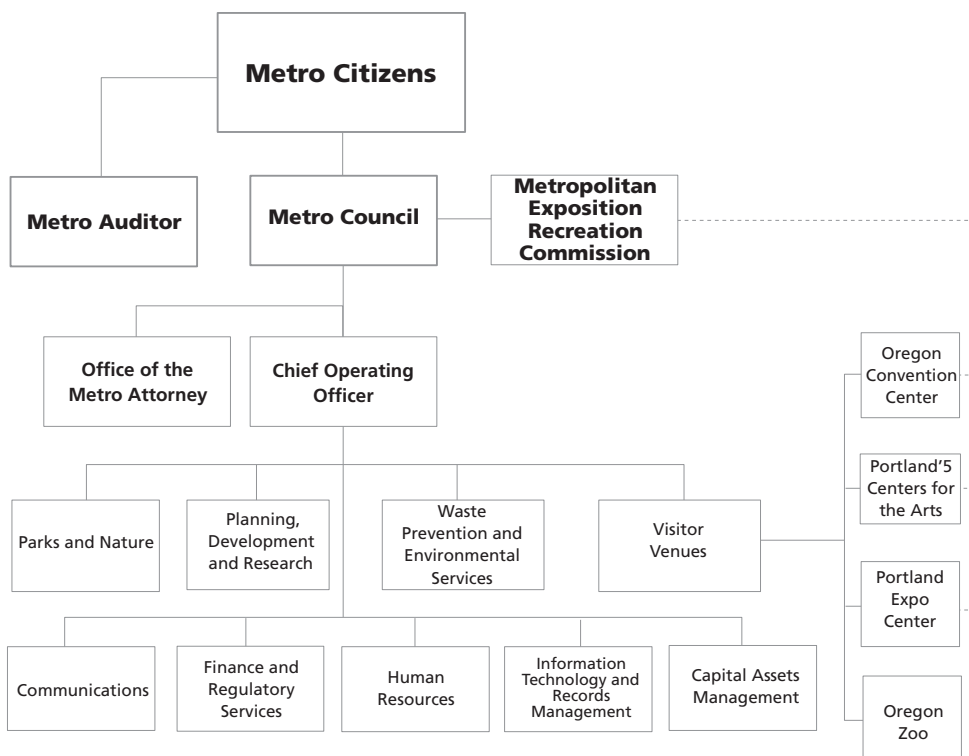 Metro Citizens
Metro Auditor
Metro Council
Metropolitan
Exposition
Recreation
Commission
Office of the
Metro Attorney
Chief Operating
Officer
Oregon
Convention
Center
Portland'5
Centers for
the Arts
Portland
Expo
Center
Oregon
Zoo
Parks and Nature
Planning,
Development
and Research
Waste
Prevention and
Environmental
Services
Visitor
Venues
Communications
Finance and
Regulatory
Services
Human
Resources
Information
Technology and
Records
Management
Capital Assets
Management